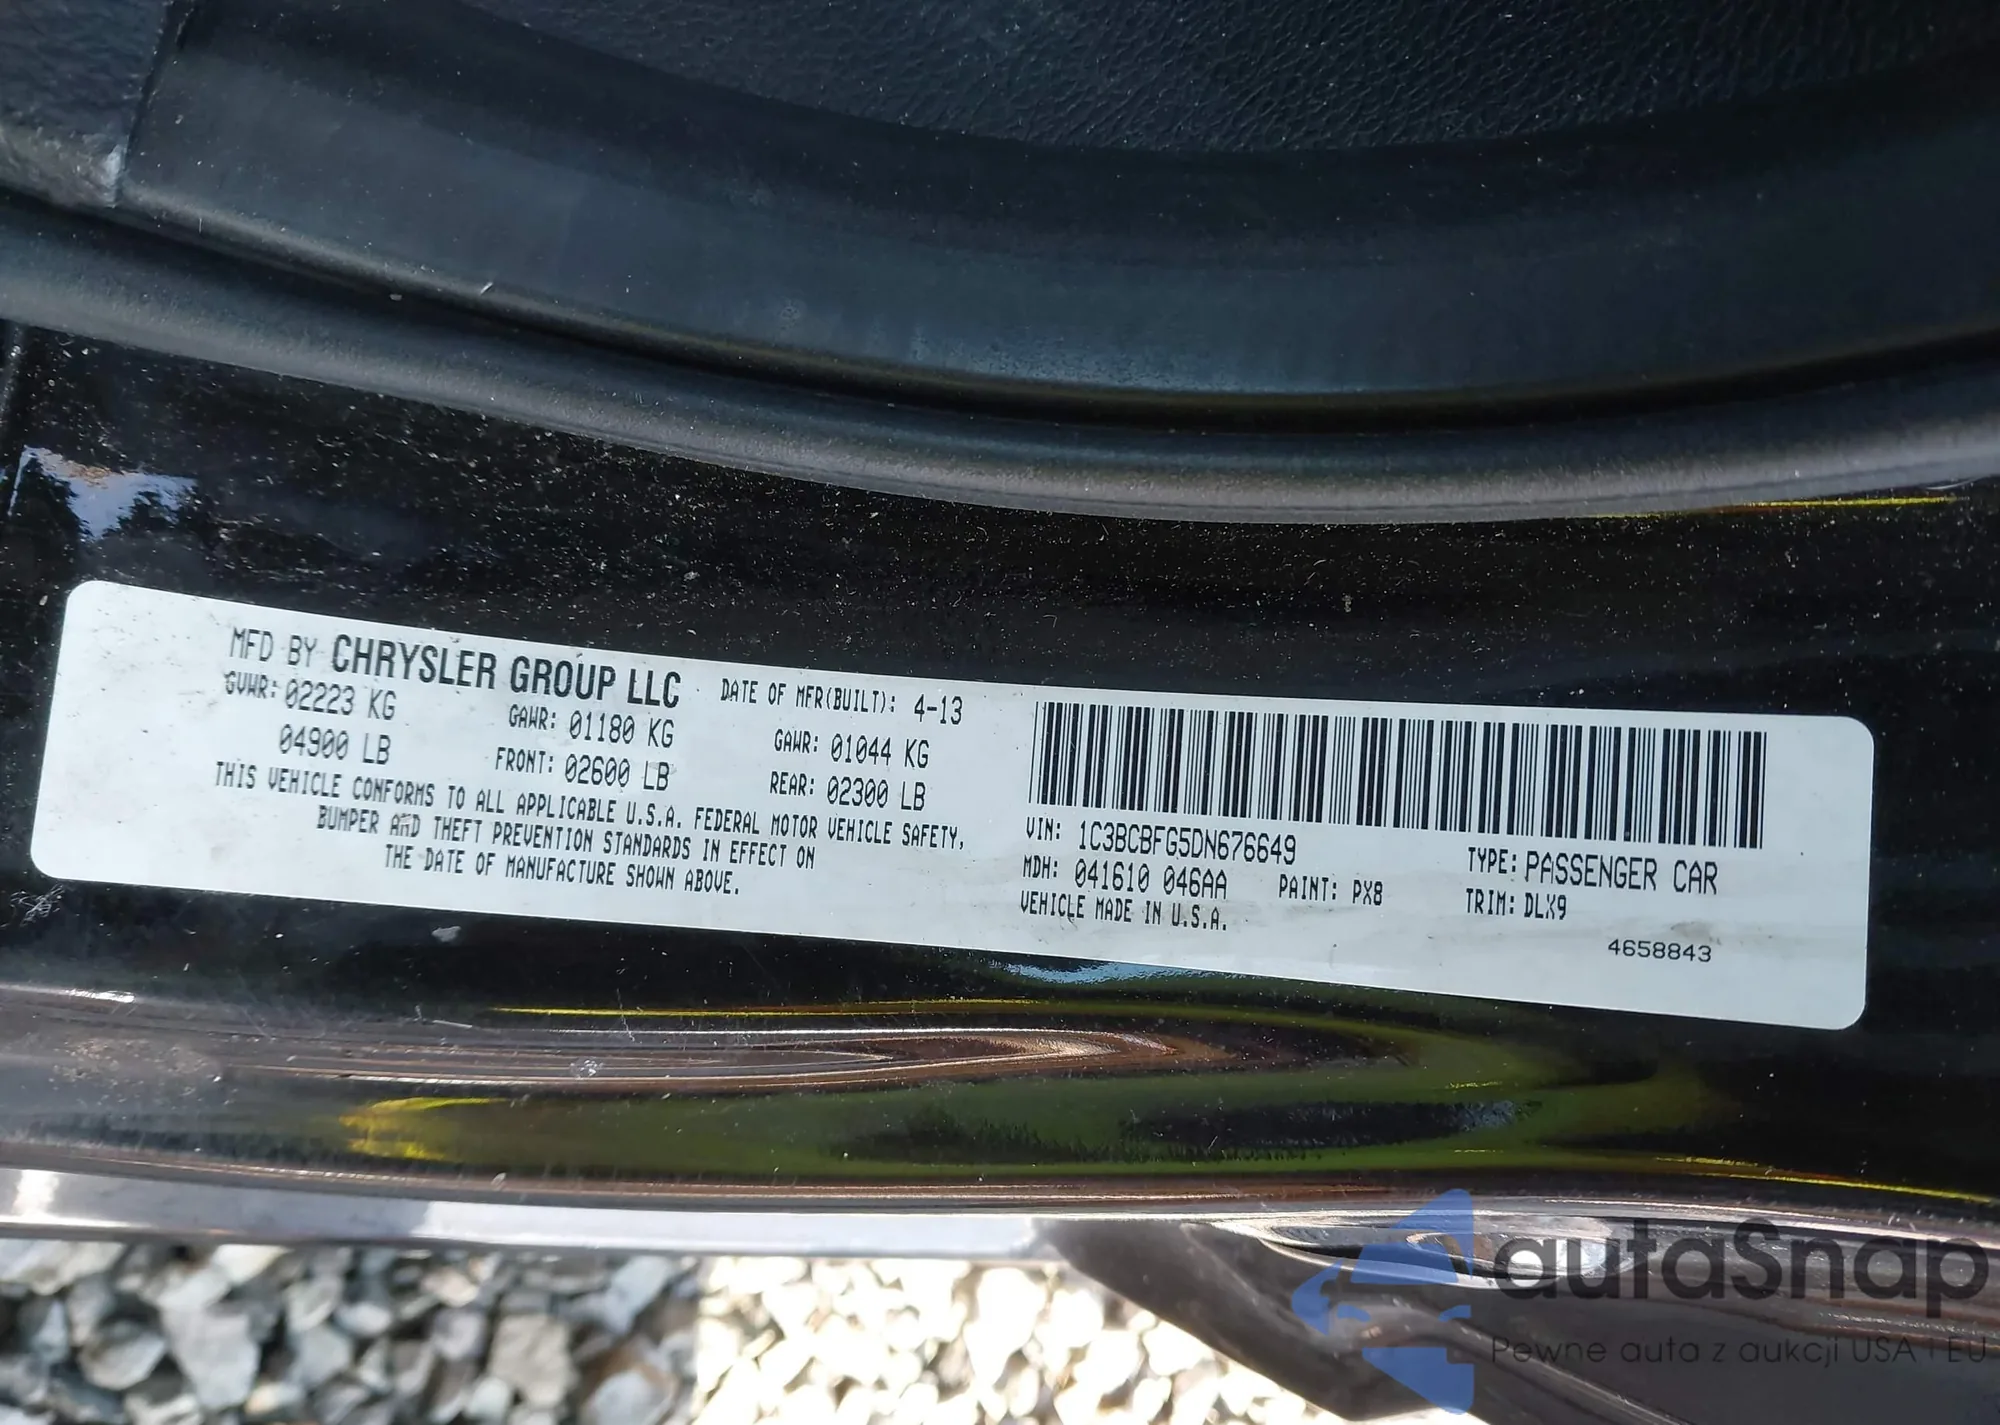 MFD BY CHRYSLER GROUP LLC DATE OF MFR(BUILT): 4-13
GVWR: 02223 KG GAWR: 01180 KG GAWR: 01044 KG
04900 LB FRONT: 02600 LB REAR: 02300 LB
THIS VEHICLE CONFORMS TO ALL APPLICABLE U.S.A. FEDERAL MOTOR VEHICLE SAFETY,
BUMPER AND THEFT PREVENTION STANDARDS IN EFFECT ON
THE DATE OF MANUFACTURE SHOWN ABOVE.
VIN: 1C3BCBFG5DN676649 TYPE: PASSENGER CAR
MDH: 041610 046AA PAINT: PX8 TRIM: DLX9
VEHICLE MADE IN U.S.A.
4658843
autaSnap
Pewne auta z aukcji USA i EU